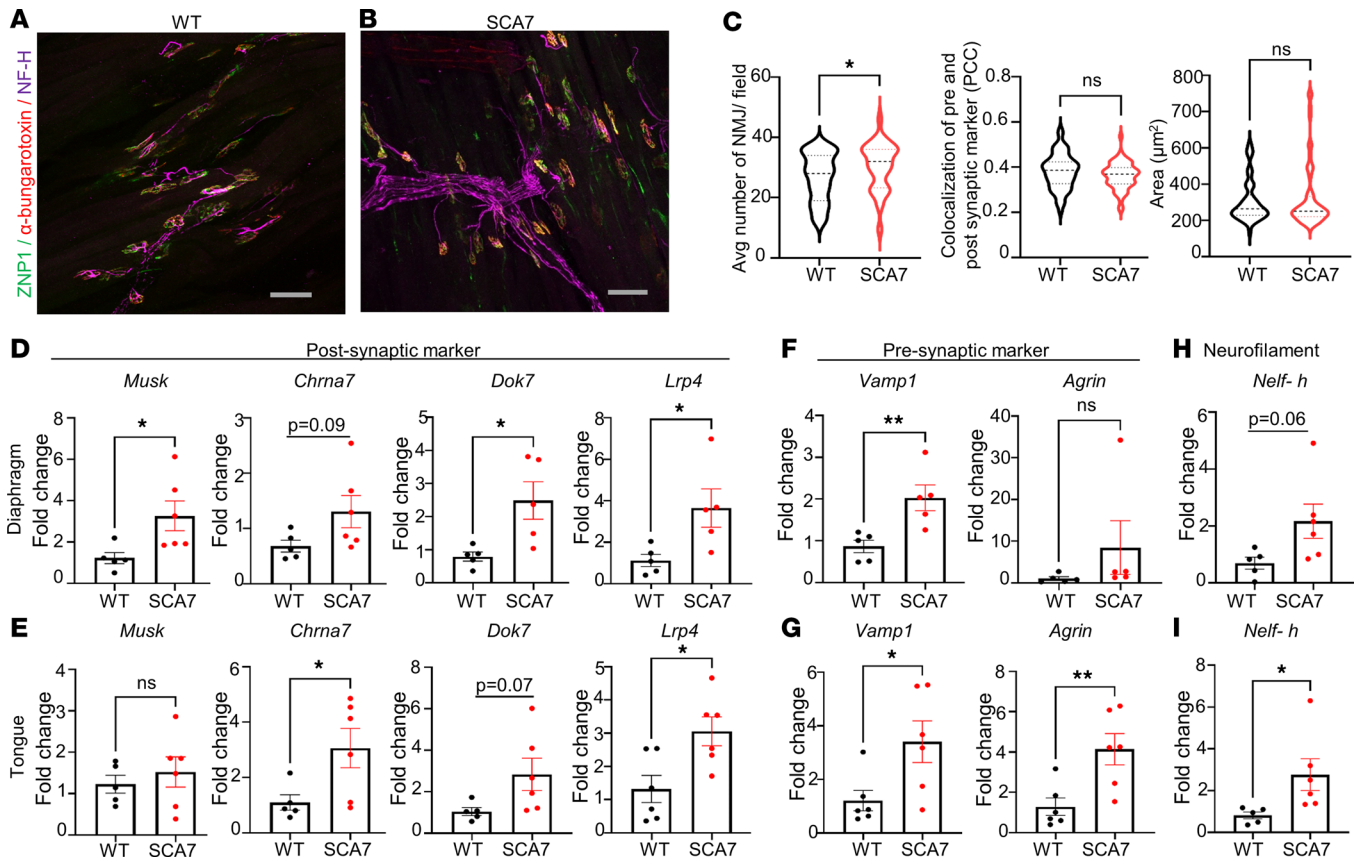 A
WT
B
SCA7
ZNP1 / α-bungarotoxin / NF-H
C
Avg number of NMJ/ field
60
40
20
0
*
WT
SCA7
Colocalization of pre and
post synaptic marker (PCC)
0.8
0.6
0.4
0.2
0
ns
WT
SCA7
Area (µm²)
800
600
400
200
0
ns
WT
SCA7
D
Post-synaptic marker
Diaphragm
Musk
Fold change
8
6
4
2
0
*
WT
SCA7
Chrna7
Fold change
3
2
1
0
p=0.09
WT
SCA7
Dok7
Fold change
5
4
3
2
1
0
*
WT
SCA7
Lrp4
Fold change
8
6
4
2
0
*
WT
SCA7
F
Pre-synaptic marker
Vamp1
Fold change
4
3
2
1
0
**
WT
SCA7
Agrin
Fold change
40
30
20
10
0
ns
WT
SCA7
H
Neurofilament
Nelf- h
Fold change
6
4
2
0
p=0.06
WT
SCA7
E
Tongue
Musk
Fold change
4
3
2
1
0
ns
WT
SCA7
Chrna7
Fold change
6
4
2
0
*
WT
SCA7
Dok7
Fold change
8
6
4
2
0
p=0.07
WT
SCA7
Lrp4
Fold change
5
4
3
2
1
0
*
WT
SCA7
G
Vamp1
Fold change
6
4
2
0
*
WT
SCA7
Agrin
Fold change
8
6
4
2
0
**
WT
SCA7
I
Nelf- h
Fold change
8
6
4
2
0
*
WT
SCA7